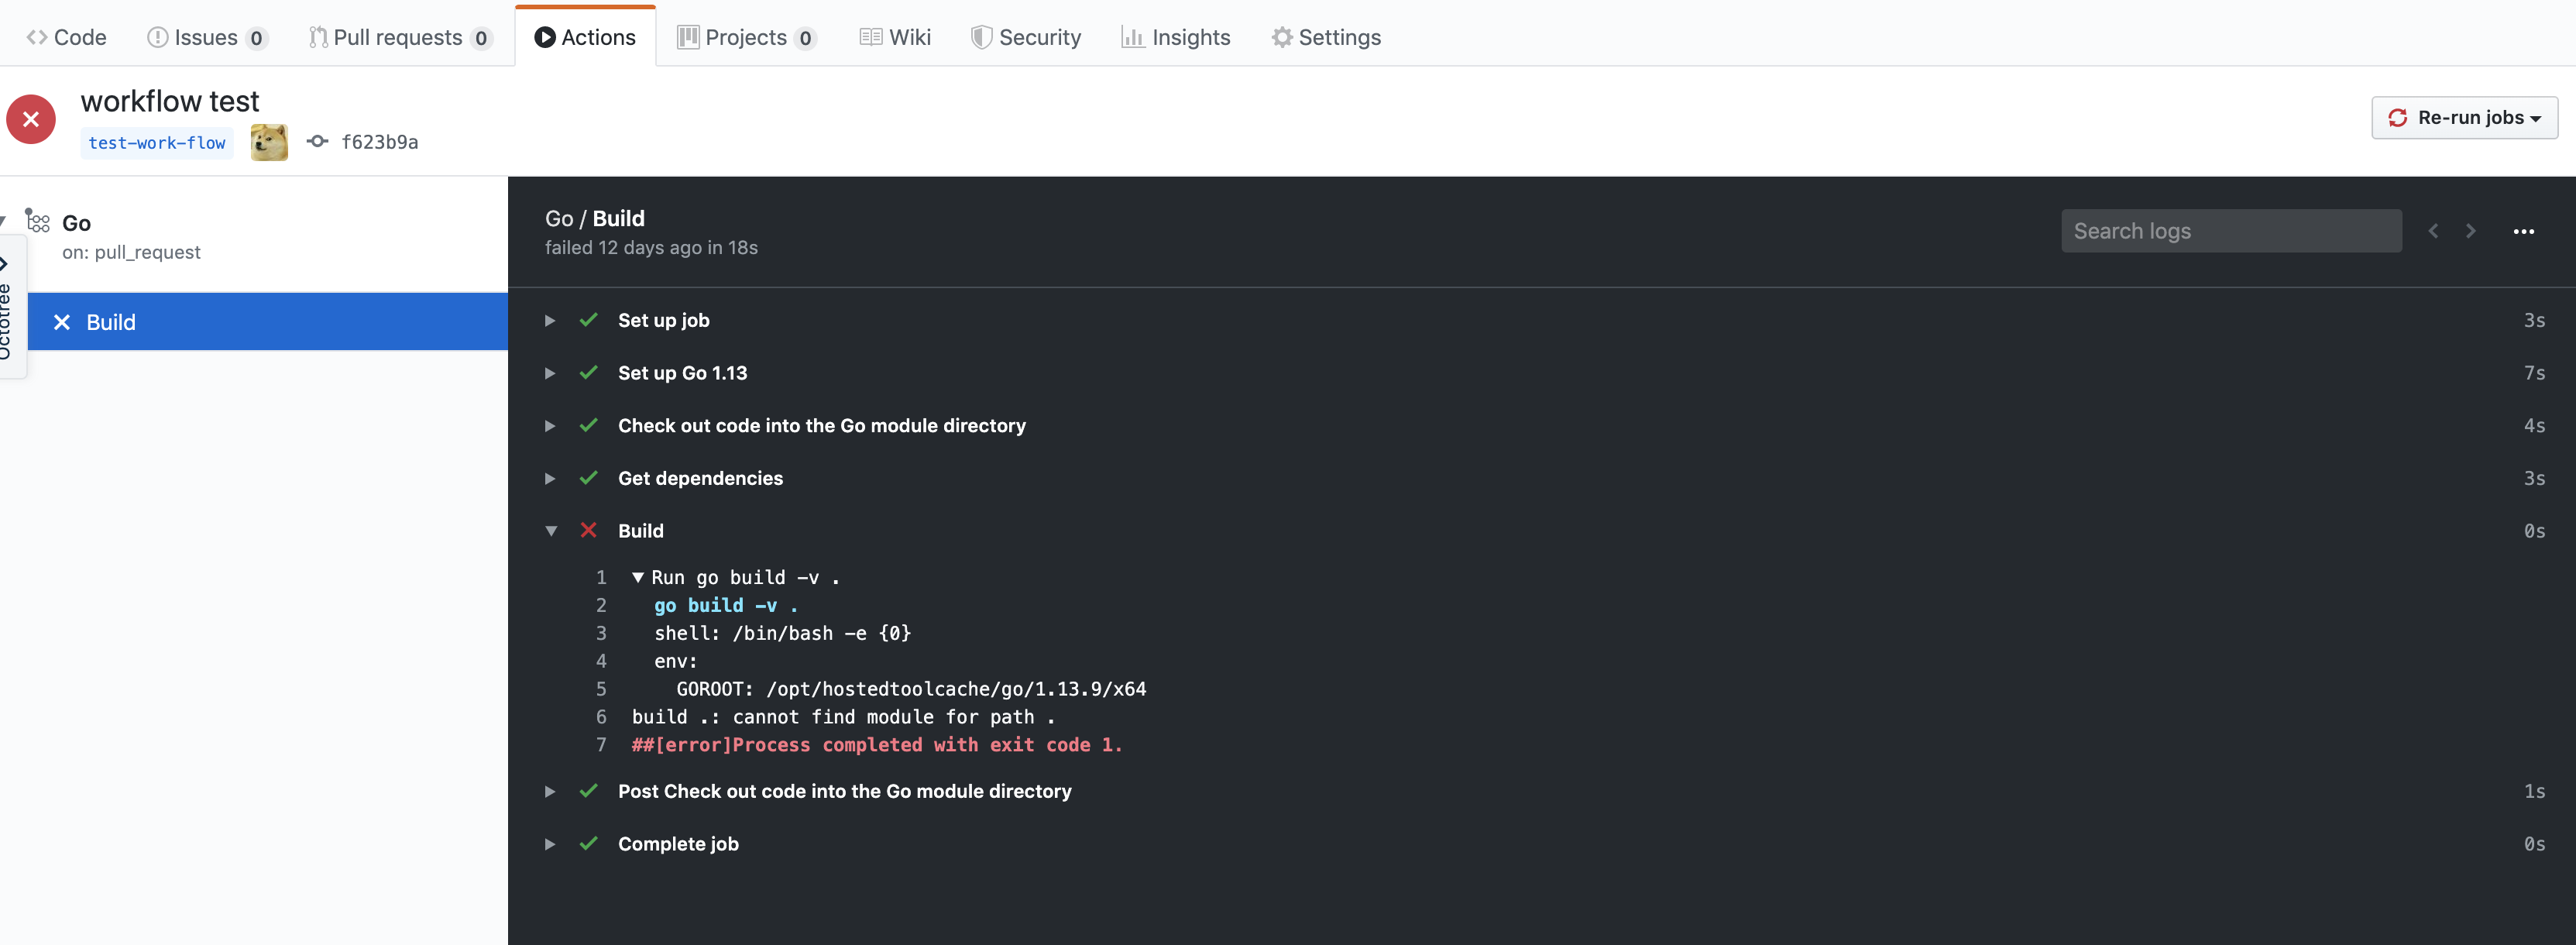 Code Issues 0 Pull requests 0 Actions Projects 0 Wiki Security Insights Settings
workflow test
test-work-flow f623b9a
Re-run jobs
Go
on: pull_request
Octotree
Build
Go / Build
failed 12 days ago in 18s
Search logs
Set up job 3s
Set up Go 1.13 7s
Check out code into the Go module directory 4s
Get dependencies 3s
Build 0s
1 Run go build -v .
2 go build -v .
3 shell: /bin/bash -e {0}
4 env:
5 GOROOT: /opt/hostedtoolcache/go/1.13.9/x64
6 build .: cannot find module for path .
7 ##[error]Process completed with exit code 1.
Post Check out code into the Go module directory 1s
Complete job 0s